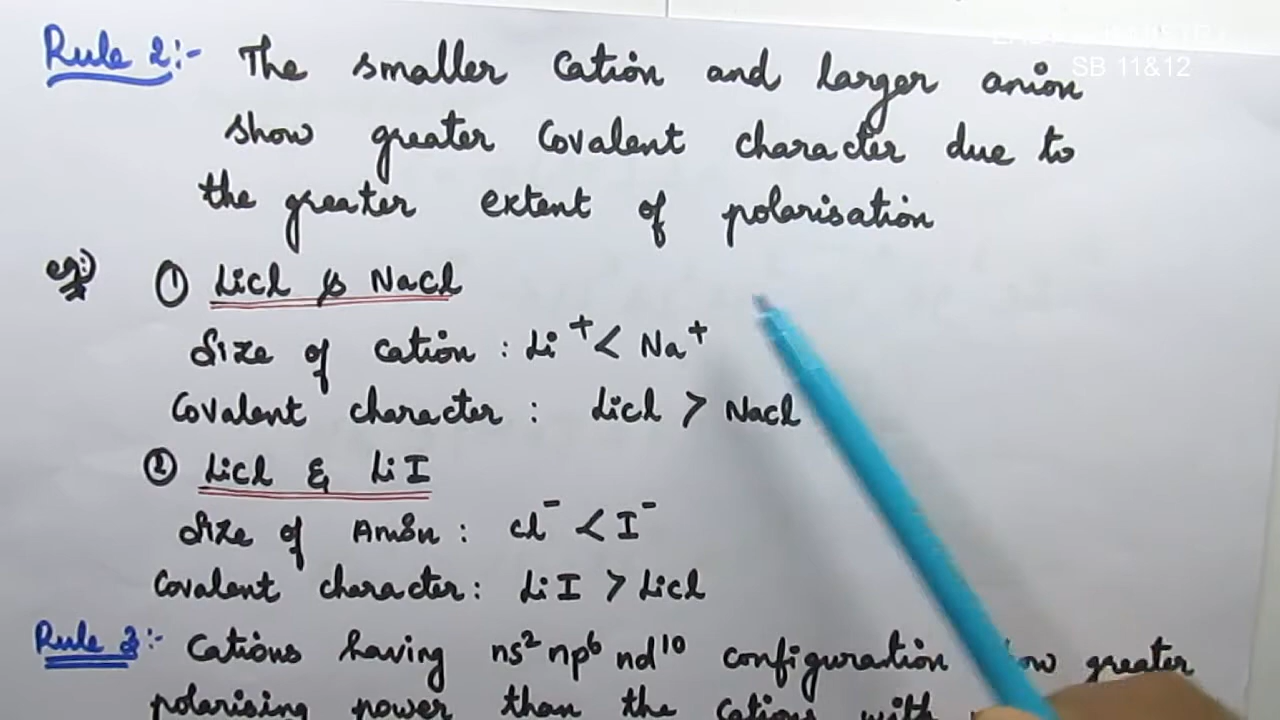 SB 11&12
Rule 2:- The smaller cation and larger anion
show greater covalent character due to
the greater extent of polarisation
eg:) ① LiCl & NaCl
Size of cation : Li⁺ < Na⁺
Covalent character : LiCl > NaCl
② LiCl & LiI
Size of Anion : Cl⁻ < I⁻
Covalent character : LiI > LiCl
Rule 3:- Cations having ns² np⁶ nd¹⁰ configuration greater
polarising power than the cations with